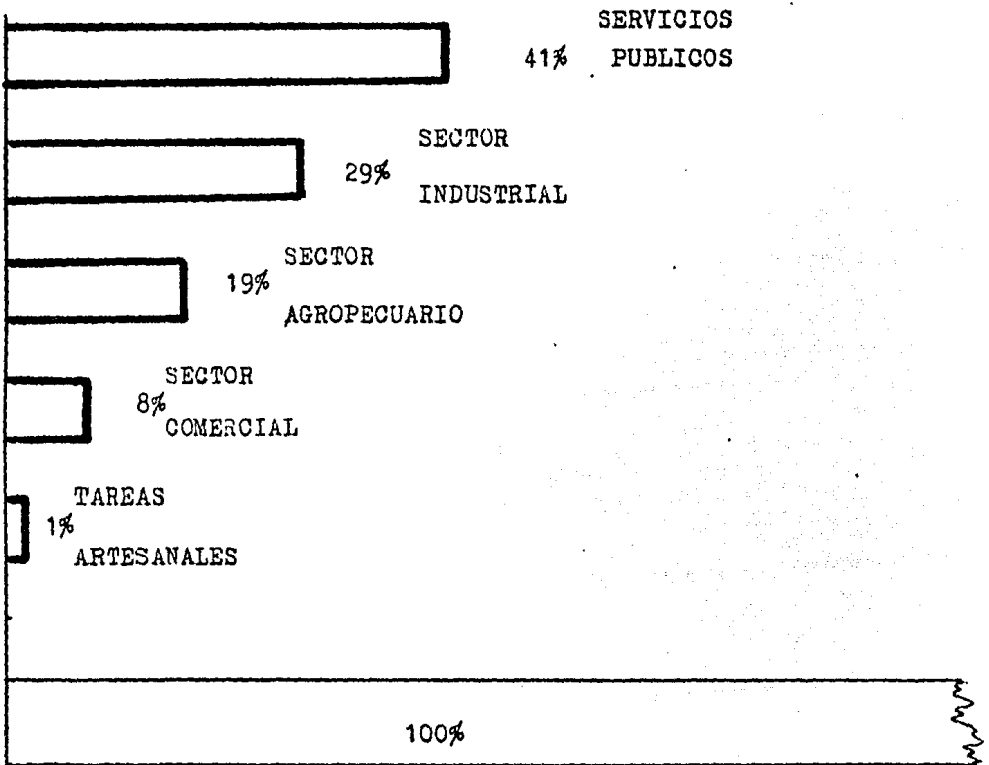 SERVICIOS
41% PUBLICOS
SECTOR
29%
INDUSTRIAL
SECTOR
19%
AGROPECUARIO
SECTOR
8%
COMERCIAL
TAREAS
1%
ARTESANALES
100%